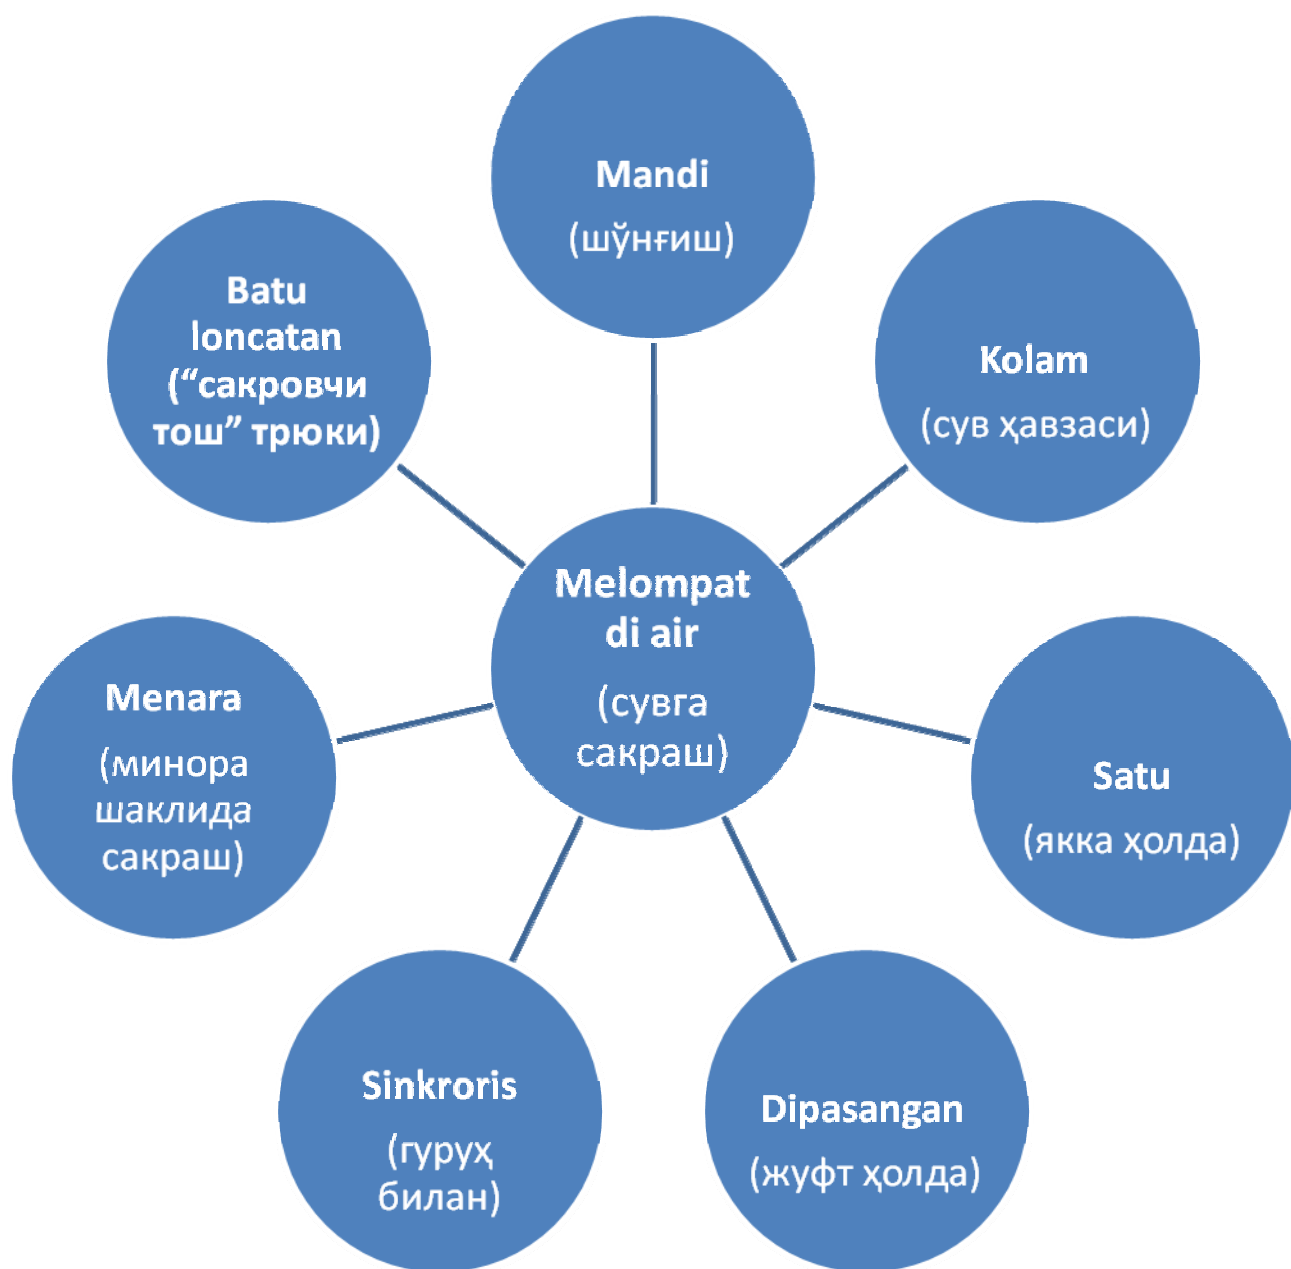 Mandi
(шўнғиш)
Kolam
(сув ҳавзаси)
Satu
(якка ҳолда)
Dipasangan
(жуфт ҳолда)
Sinkroris
(гуруҳ
билан)
Menara
(минора
шаклида
сакраш)
Batu
loncatan
(“сакровчи
тош” трюки)
Melompat
di air
(сувга
сакраш)